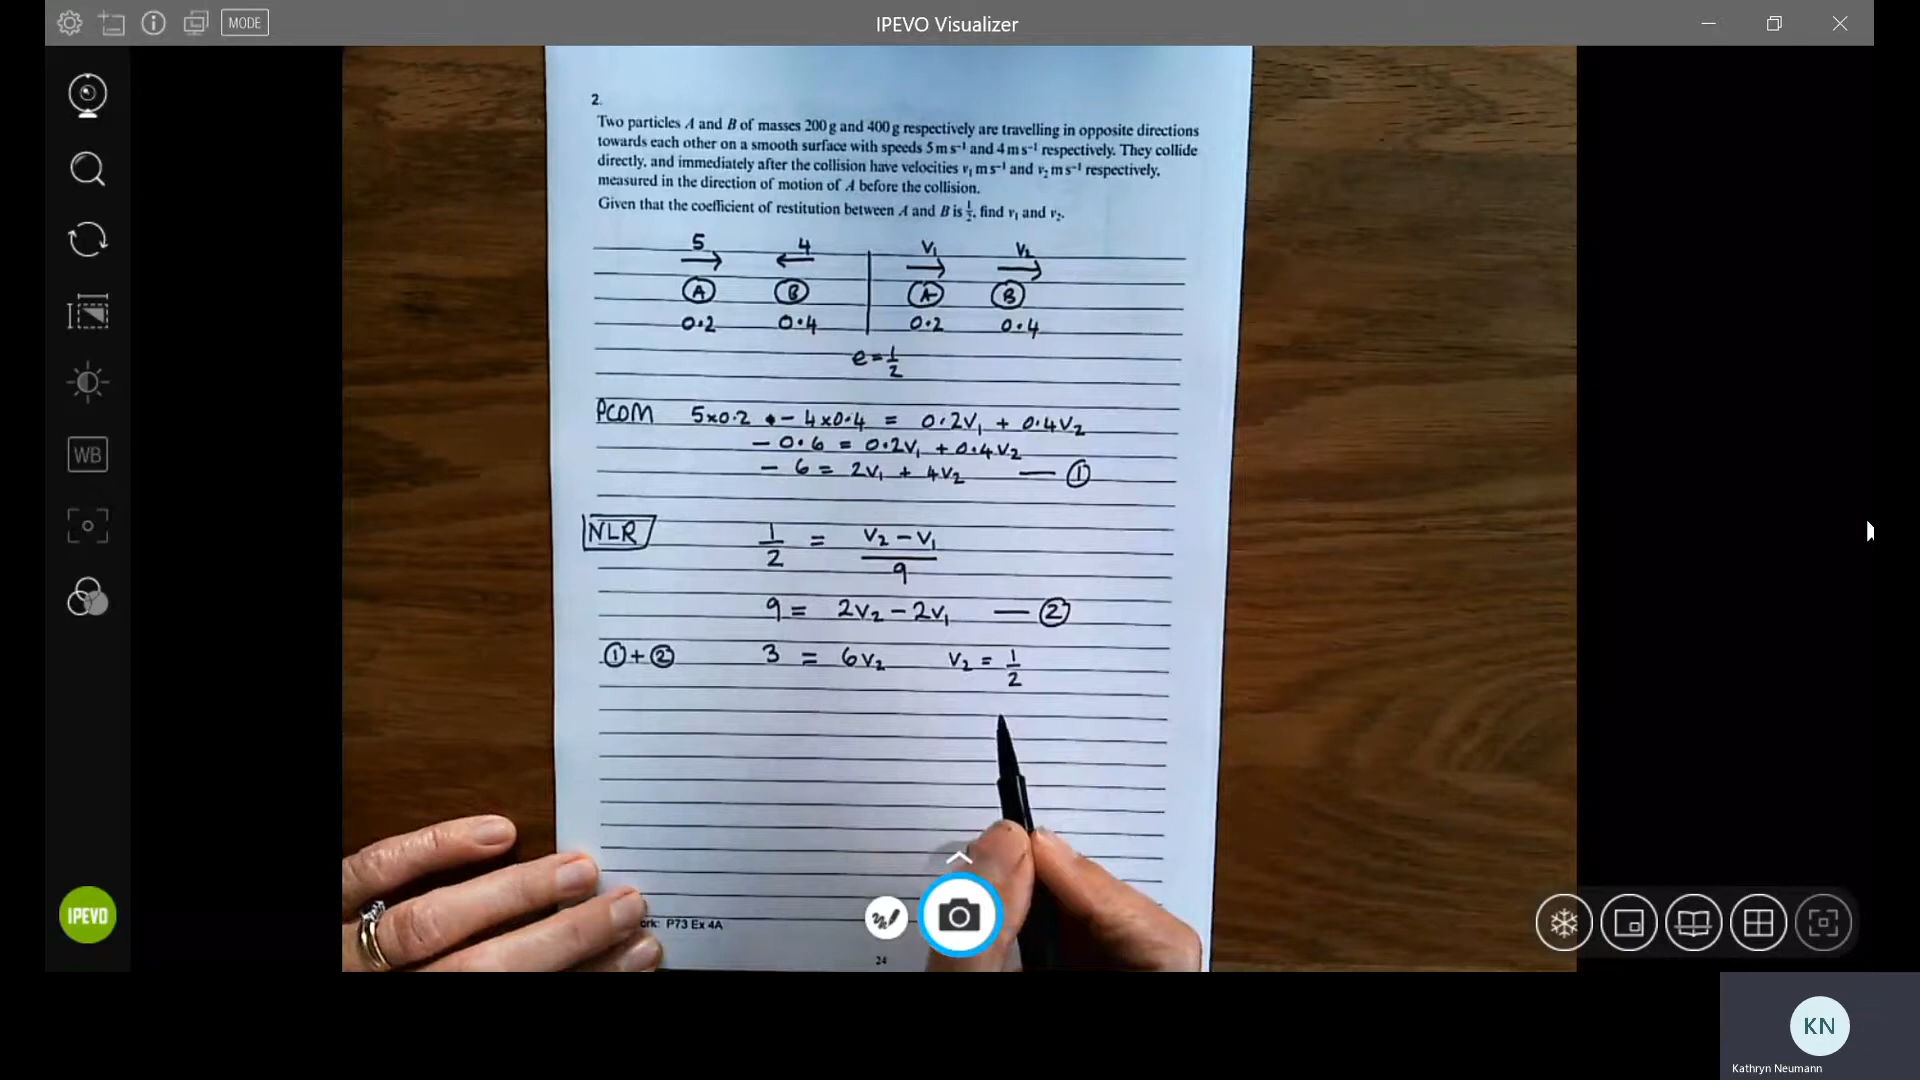 MODE
IPEVO Visualizer
2.
Two particles A and B of masses 200 g and 400 g respectively are travelling in opposite directions
towards each other on a smooth surface with speeds 5 m s⁻¹ and 4 m s⁻¹ respectively. They collide
directly, and immediately after the collision have velocities v₁ m s⁻¹ and v₂ m s⁻¹ respectively,
measured in the direction of motion of A before the collision.
Given that the coefficient of restitution between A and B is 1/2, find v₁ and v₂.
5 4 V₁ V₂
A B A B
0.2 0.4 0.2 0.4
e = 1/2
PCOM 5×0.2 - 4×0.4 = 0.2V₁ + 0.4V₂
- 0.6 = 0.2V₁ + 0.4V₂
- 6 = 2V₁ + 4V₂ — ①
NLR 1/2 = (V₂ - V₁)/9
9 = 2V₂ - 2V₁ — ②
① + ② 3 = 6V₂ V₂ = 1/2
P73 Ex 4A
24
WB
IPEVO
KN
Kathryn Neumann